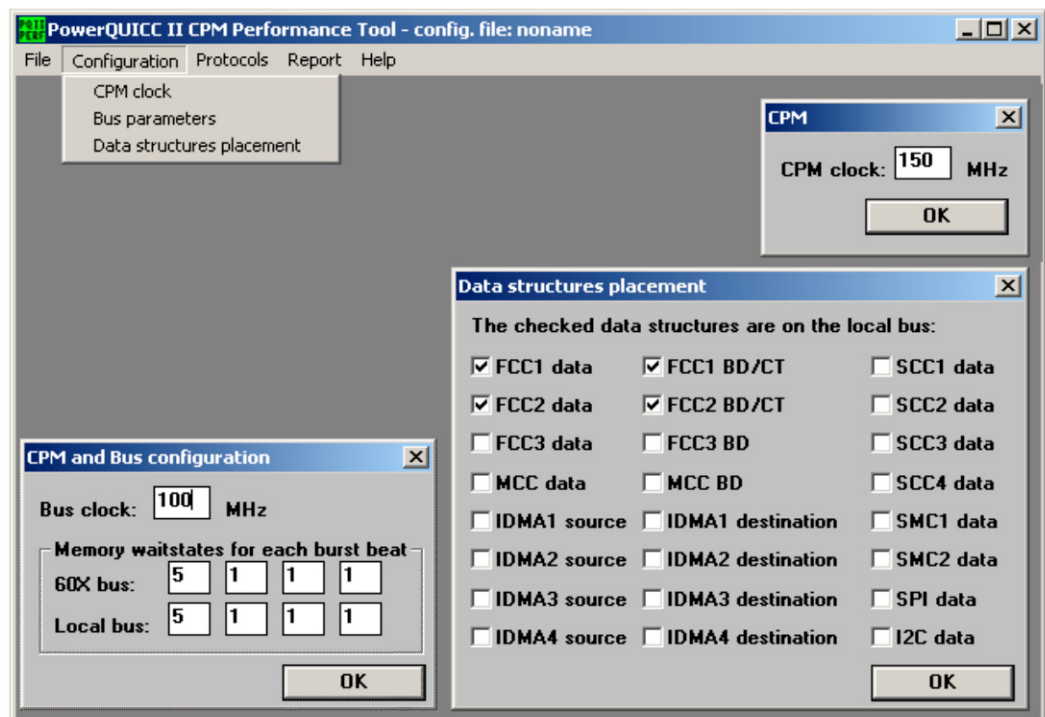 PQII PERF PowerQUICC II CPM Performance Tool - config. file: noname
File Configuration Protocols Report Help
CPM clock
Bus parameters
Data structures placement
CPM
CPM clock: 150 MHz
OK
Data structures placement
The checked data structures are on the local bus:
FCC1 data FCC1 BD/CT SCC1 data
FCC2 data FCC2 BD/CT SCC2 data
FCC3 data FCC3 BD SCC3 data
MCC data MCC BD SCC4 data
IDMA1 source IDMA1 destination SMC1 data
IDMA2 source IDMA2 destination SMC2 data
IDMA3 source IDMA3 destination SPI data
IDMA4 source IDMA4 destination I2C data
OK
CPM and Bus configuration
Bus clock: 100 MHz
Memory waitstates for each burst beat
60X bus: 5 1 1 1
Local bus: 5 1 1 1
OK